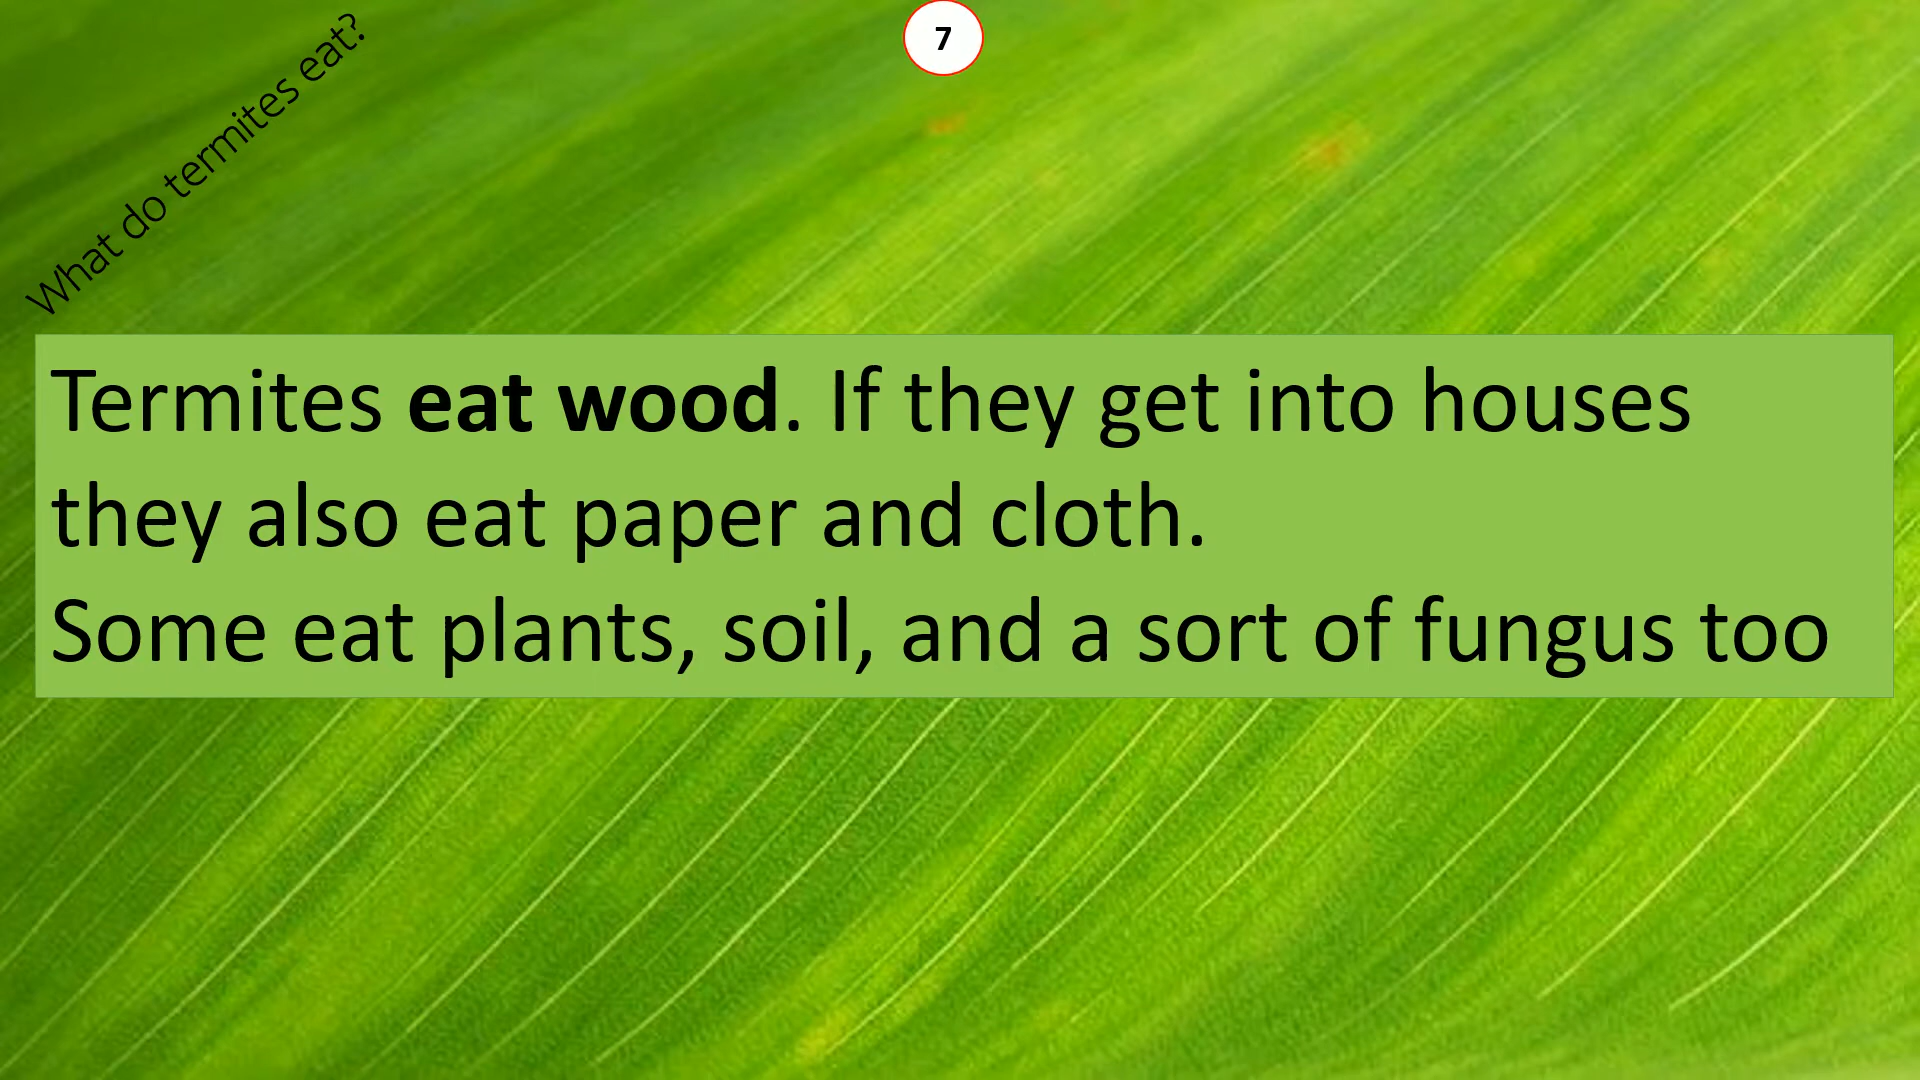 7
What do termites eat?
Termites eat wood. If they get into houses
they also eat paper and cloth.
Some eat plants, soil, and a sort of fungus too